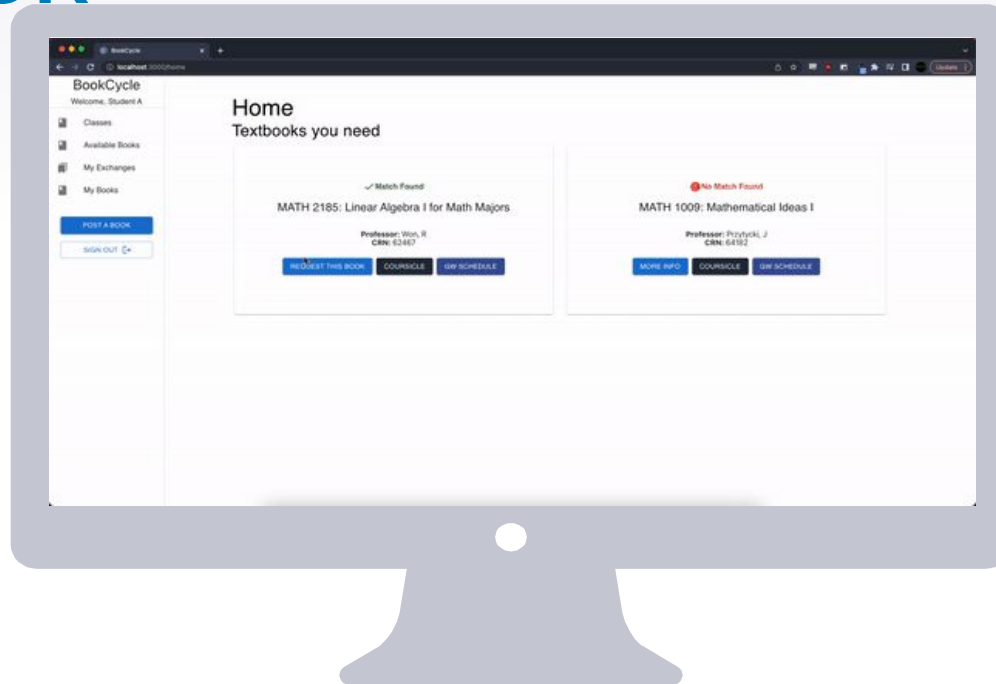 BookCycle
localhost:3000/home
Update
BookCycle
Welcome, Student A
Classes
Available Books
My Exchanges
My Books
POST A BOOK
SIGN OUT
Home
Textbooks you need
Match Found
MATH 2185: Linear Algebra I for Math Majors
Professor: Won, R
CRN: 62467
REQUEST THIS BOOK COURSICLE GW SCHEDULE
No Match Found
MATH 1009: Mathematical Ideas I
Professor: Przytycki, J
CRN: 64182
MORE INFO COURSICLE GW SCHEDULE